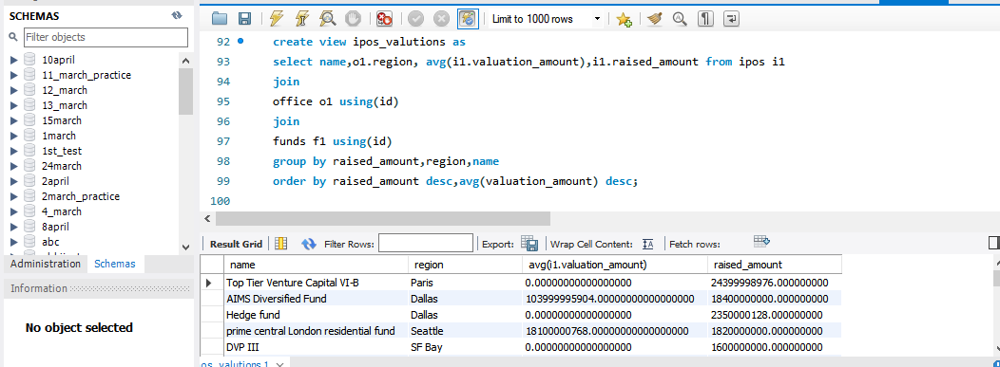 SCHEMAS
Filter objects
10april
11_march_practice
12_march
13_march
15march
1march
1st_test
24march
2april
2march_practice
4_march
8april
abc
Administration Schemas
Information
No object selected
Limit to 1000 rows
92 create view ipos_valutions as
93 select name,o1.region, avg(i1.valuation_amount),i1.raised_amount from ipos i1
94 join
95 office o1 using(id)
96 join
97 funds f1 using(id)
98 group by raised_amount,region,name
99 order by raised_amount desc,avg(valuation_amount) desc;
100
Result Grid Filter Rows: Export: Wrap Cell Content: Fetch rows:
name region avg(i1.valuation_amount) raised_amount
Top Tier Venture Capital VI-B Paris 0.00000000000000000 24399998976.000000000
AIMS Diversified Fund Dallas 103999995904.00000000000000000 18400000000.000000000
Hedge fund Dallas 0.00000000000000000 2350000128.000000000
prime central London residential fund Seattle 18100000768.00000000000000000 1820000000.000000000
DVP III SF Bay 0.00000000000000000 1600000000.000000000